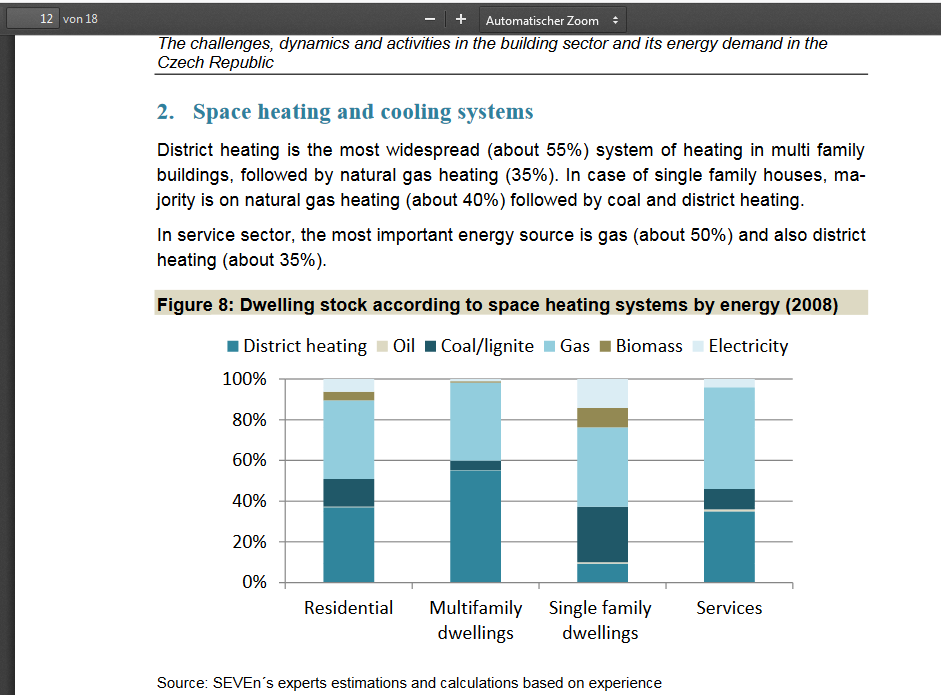 12 von 18
Automatischer Zoom
The challenges, dynamics and activities in the building sector and its energy demand in the
Czech Republic
2. Space heating and cooling systems
District heating is the most widespread (about 55%) system of heating in multi family
buildings, followed by natural gas heating (35%). In case of single family houses, ma-
jority is on natural gas heating (about 40%) followed by coal and district heating.
In service sector, the most important energy source is gas (about 50%) and also district
heating (about 35%).
Figure 8: Dwelling stock according to space heating systems by energy (2008)
District heating Oil Coal/lignite Gas Biomass Electricity
100%
80%
60%
40%
20%
0%
Residential Multifamily Single family Services
dwellings dwellings
Source: SEVEn´s experts estimations and calculations based on experience